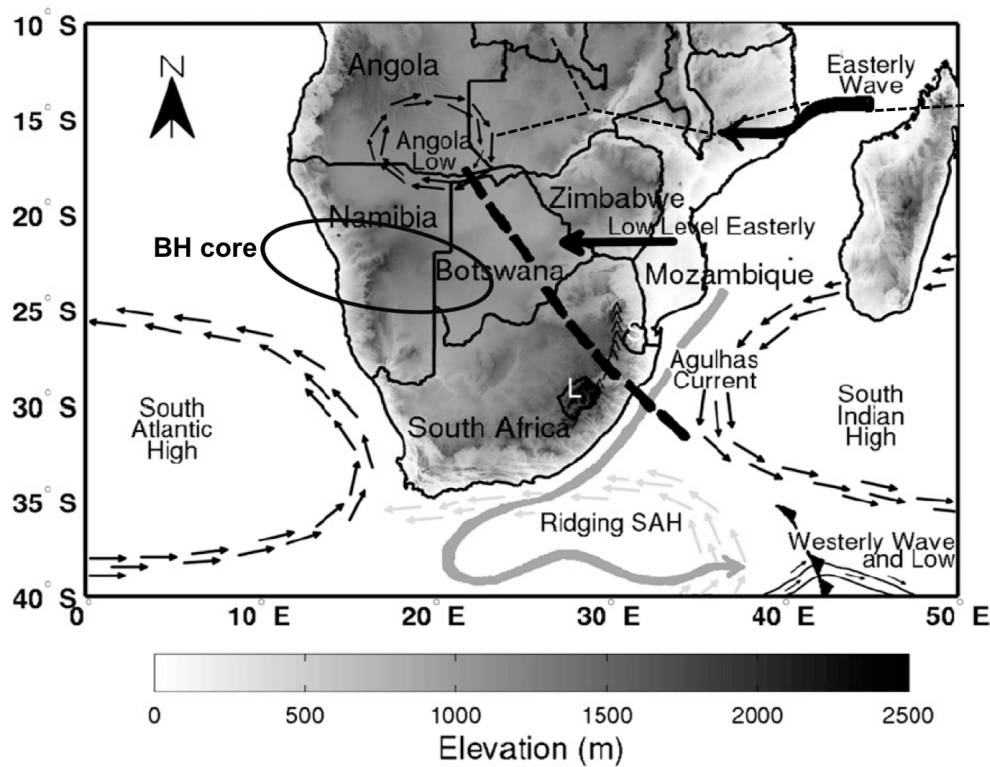 10° S
15° S
20° S
25° S
30° S
35° S
40° S
N
Angola
Easterly
Wave
Angola
Low
Zimbabwe
Namibia
Low Level Easterly
BH core
Botswana
Mozambique
S
Agulhas
Current
L
South
Atlantic
High
South Africa
South
Indian
High
Ridging SAH
Westerly Wave
and Low
0° 10° E 20° E 30° E 40° E 50° E
0 500 1000 1500 2000 2500
Elevation (m)